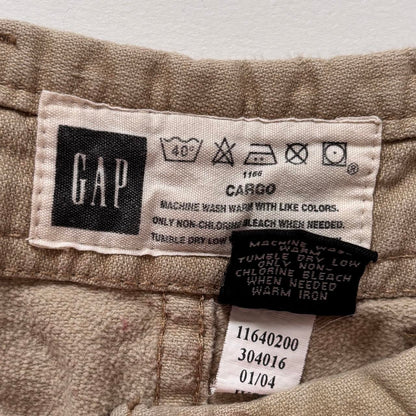 GAP
40°
®
1166
CARGO
MACHINE WASH WARM WITH LIKE COLORS.
ONLY NON-CHLORINE BLEACH WHEN NEEDED.
TUMBLE DRY LOW
MACHINE WASH
WARM
TUMBLE DRY LOW
ONLY NON-
CHLORINE BLEACH
WHEN NEEDED
WARM IRON
11640200
304016
01/04